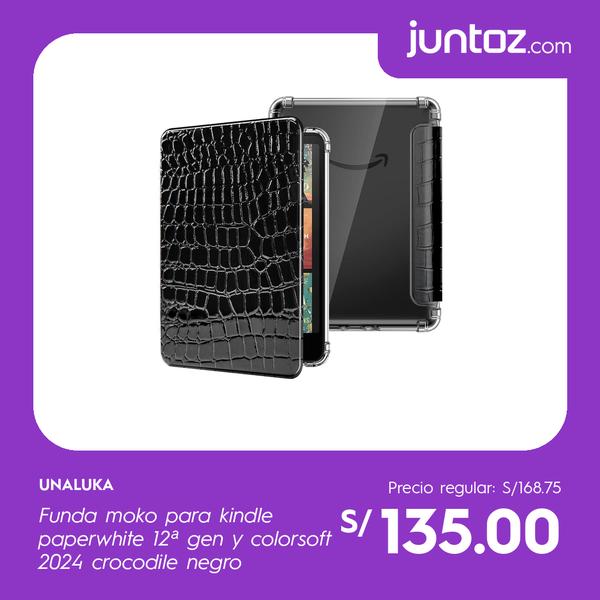 juntoz.com
UNALUKA
Funda moko para kindle
paperwhite 12ª gen y colorsoft
2024 crocodile negro
Precio regular: S/168.75
S/135.00